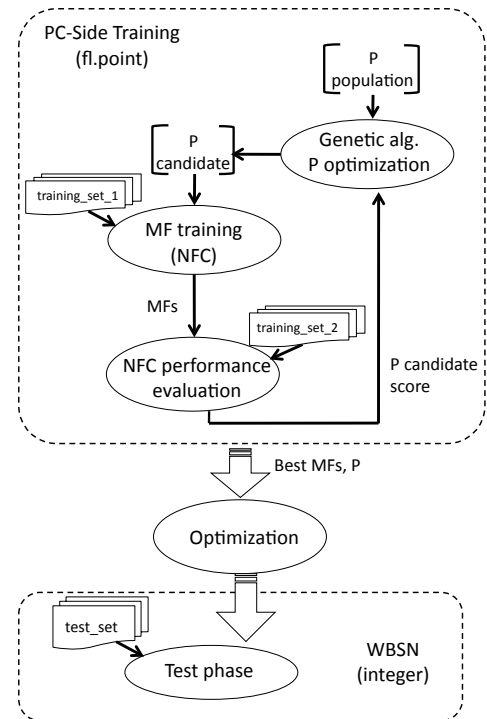 PC-Side Training
(fl.point)
P
population
Genetic alg.
P optimization
P
candidate
training_set_1
MF training
(NFC)
MFs
training_set_2
NFC performance
evaluation
P candidate
score
Best MFs, P
Optimization
test_set
Test phase
WBSN
(integer)